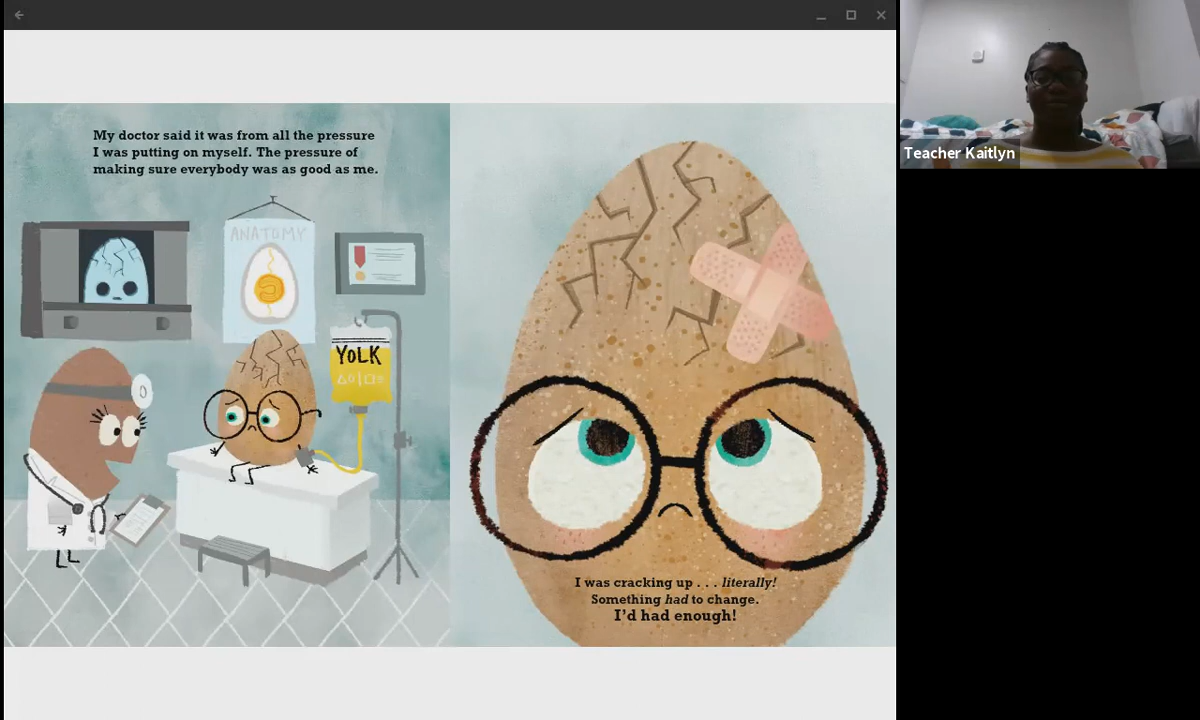 My doctor said it was from all the pressure
I was putting on myself. The pressure of
making sure everybody was as good as me.
ANATOMY
YOLK
I was cracking up . . . literally!
Something had to change.
I'd had enough!
Teacher Kaitlyn